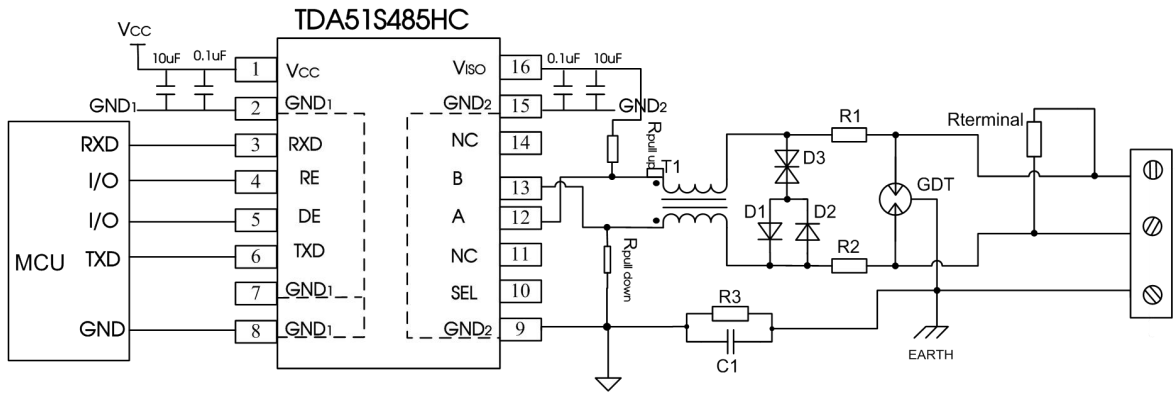 TDA51S485HC
Vcc
10uF 0.1uF
1 Vcc
GND1
2 GND1
RXD 3 RXD
I/O 4 RE
I/O 5 DE
MCU
TXD 6 TXD
7 GND1
GND 8 GND1
VISO 16
0.1uF 10uF
GND2 15 GND2
NC 14
B 13
A 12
NC 11
SEL 10
GND2 9
Rpull up
T1
Rpull down
D3
D1 D2
R1
R2
GDT
Rterminal
R3
C1
EARTH